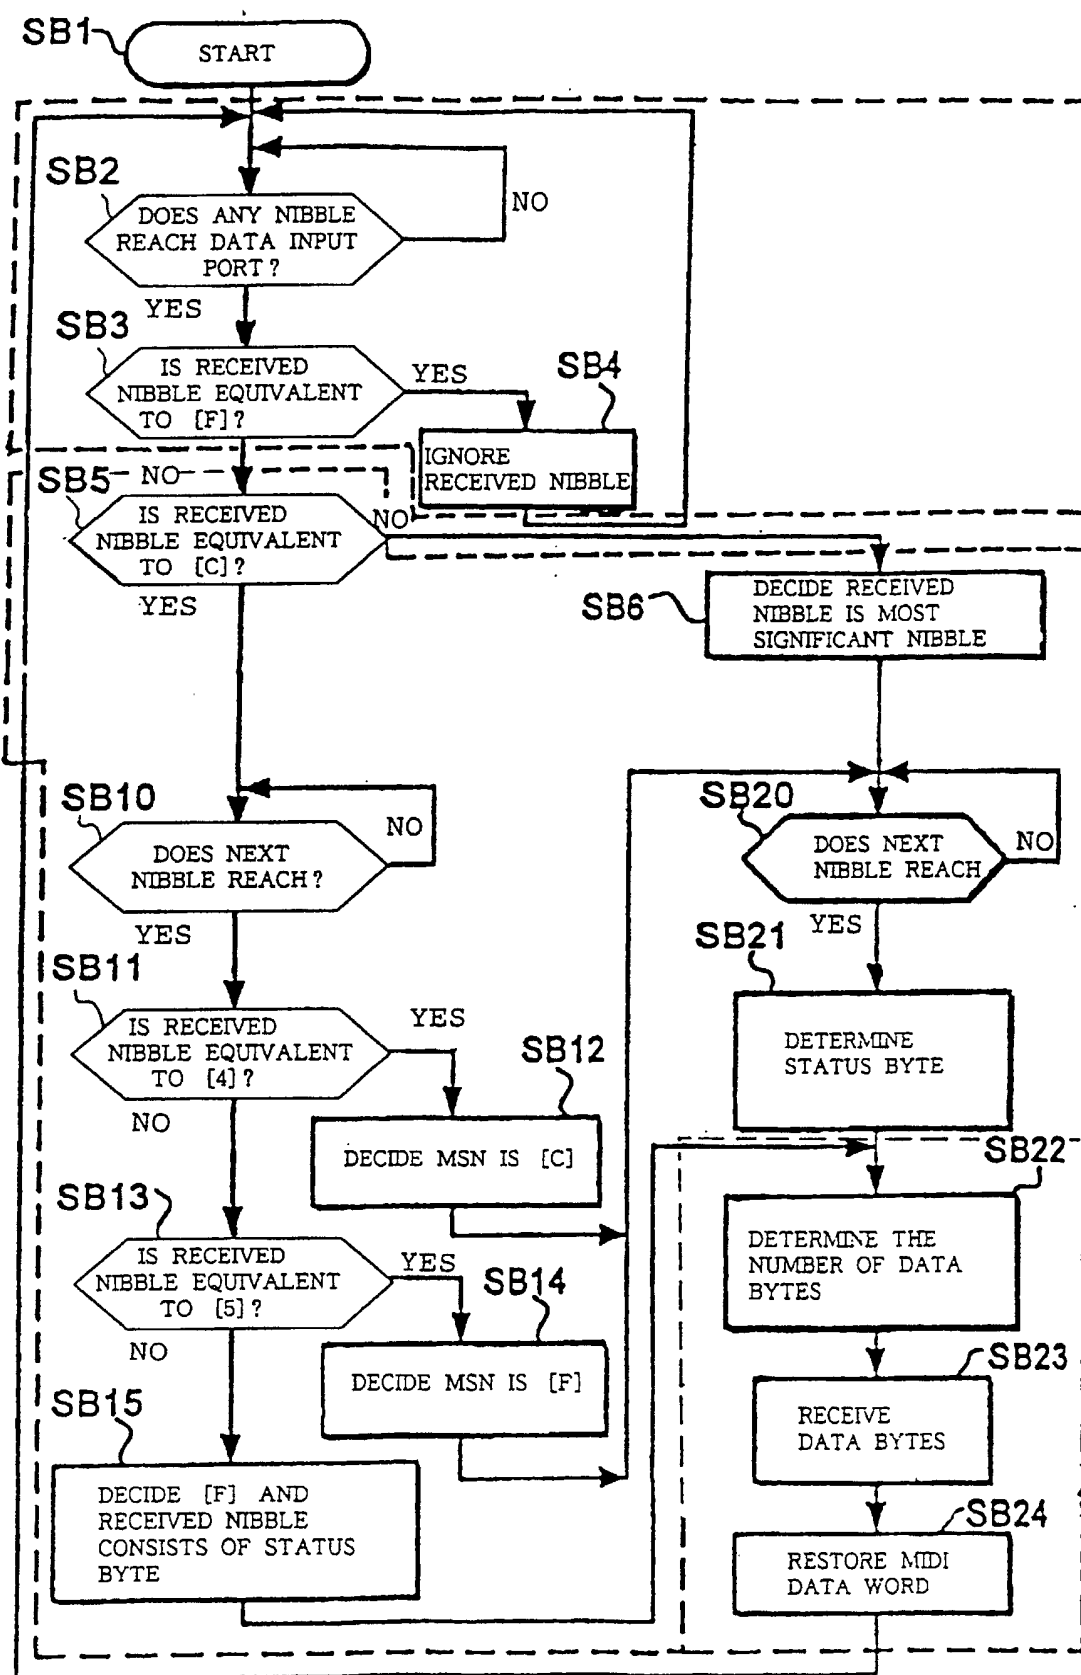 SB1
START
SB2
DOES ANY NIBBLE
REACH DATA INPUT
PORT?
NO
YES
SB3
IS RECEIVED
NIBBLE EQUIVALENT
TO [F]?
YES
SB4
IGNORE
RECEIVED NIBBLE
NO
SB5
IS RECEIVED
NIBBLE EQUIVALENT
TO [C]?
NO
YES
SB6
DECIDE RECEIVED
NIBBLE IS MOST
SIGNIFICANT NIBBLE
SB10
DOES NEXT
NIBBLE REACH?
NO
YES
SB20
DOES NEXT
NIBBLE REACH
NO
YES
SB11
IS RECEIVED
NIBBLE EQUIVALENT
TO [4]?
YES
NO
SB12
DECIDE MSN IS [C]
SB21
DETERMINE
STATUS BYTE
SB13
IS RECEIVED
NIBBLE EQUIVALENT
TO [5]?
YES
NO
SB14
DECIDE MSN IS [F]
SB22
DETERMINE THE
NUMBER OF DATA
BYTES
SB23
RECEIVE
DATA BYTES
SB15
DECIDE [F] AND
RECEIVED NIBBLE
CONSISTS OF STATUS
BYTE
SB24
RESTORE MIDI
DATA WORD